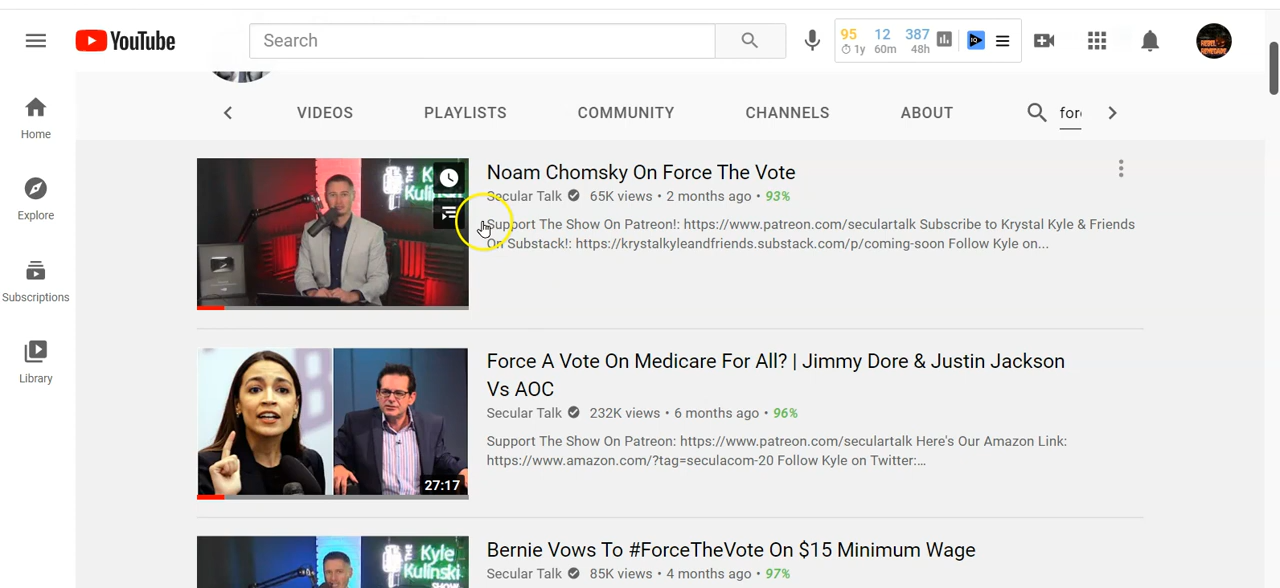 YouTube
Search
95 12 387
1y 60m 48h
IQ
VIDEOS PLAYLISTS COMMUNITY CHANNELS ABOUT for
Home
Explore
Subscriptions
Library
THE
Kulin
Noam Chomsky On Force The Vote
Secular Talk 65K views • 2 months ago • 93%
Support The Show On Patreon!: https://www.patreon.com/seculartalk Subscribe to Krystal Kyle & Friends
On Substack!: https://krystalkyleandfriends.substack.com/p/coming-soon Follow Kyle on...
27:17
Force A Vote On Medicare For All? | Jimmy Dore & Justin Jackson
Vs AOC
Secular Talk 232K views • 6 months ago • 96%
Support The Show On Patreon: https://www.patreon.com/seculartalk Here's Our Amazon Link:
https://www.amazon.com/?tag=seculacom-20 Follow Kyle on Twitter:...
THE
Kyle
Kulinski
Bernie Vows To #ForceTheVote On $15 Minimum Wage
Secular Talk 85K views • 4 months ago • 97%